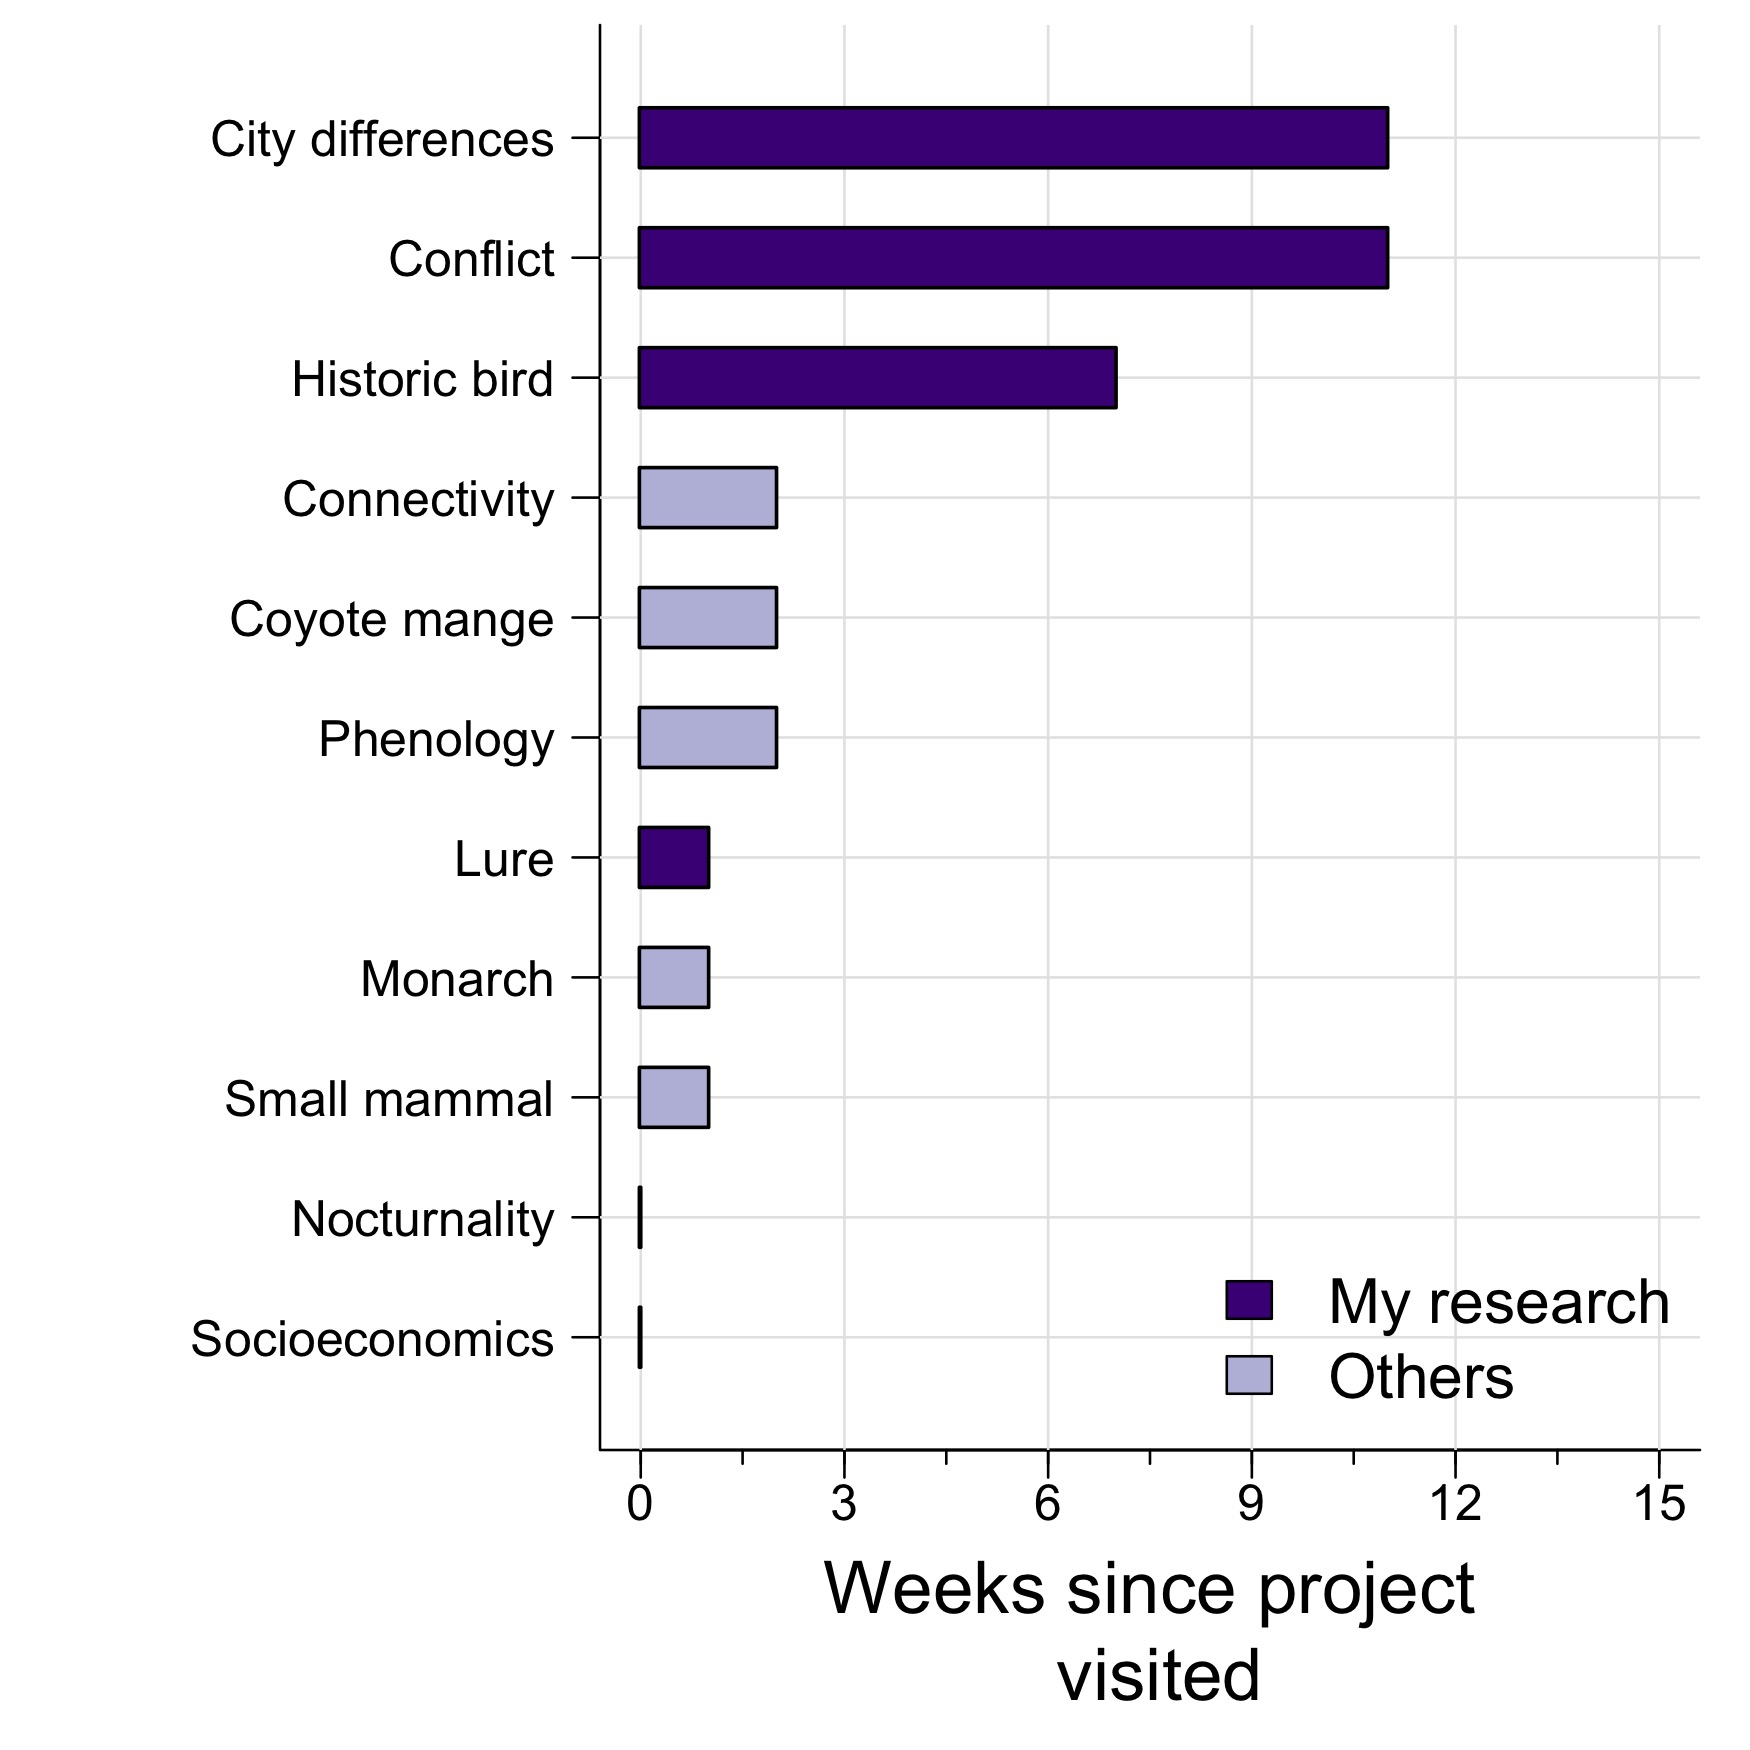 City differences
Conflict
Historic bird
Connectivity
Coyote mange
Phenology
Lure
Monarch
Small mammal
Nocturnality
Socioeconomics
My research
Others
0 3 6 9 12 15
Weeks since project
visited